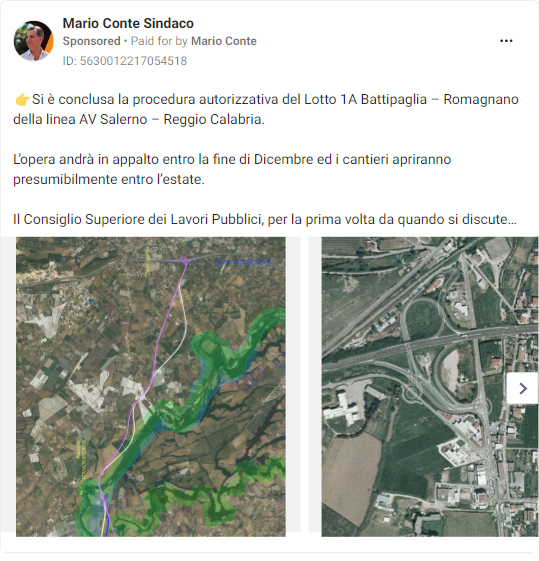 Mario Conte Sindaco
Sponsored • Paid for by Mario Conte
ID: 5630012217054518
👉Si è conclusa la procedura autorizzativa del Lotto 1A Battipaglia – Romagnano
della linea AV Salerno – Reggio Calabria.
L'opera andrà in appalto entro la fine di Dicembre ed i cantieri apriranno
presumibilmente entro l'estate.
Il Consiglio Superiore dei Lavori Pubblici, per la prima volta da quando si discute...